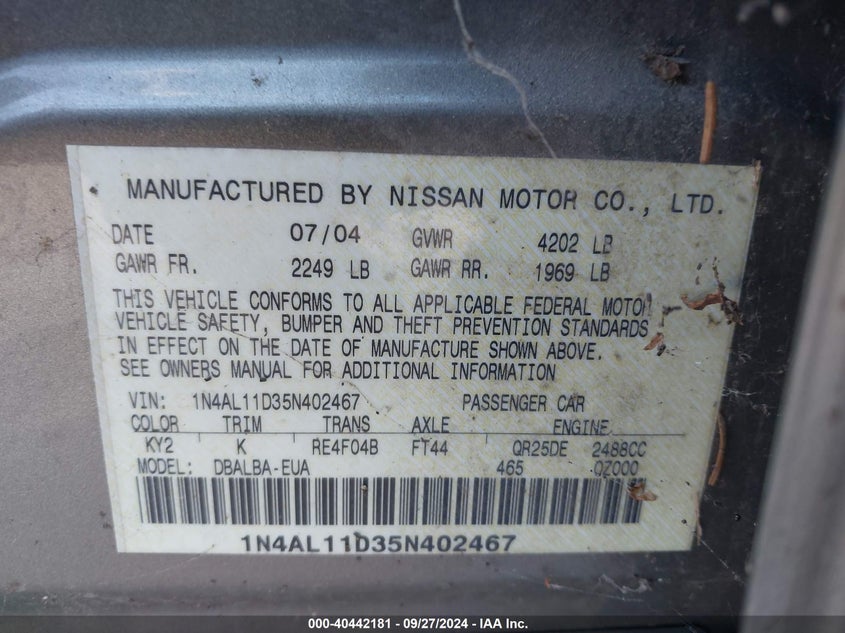 MANUFACTURED BY NISSAN MOTOR CO., LTD.
DATE 07/04 GVWR 4202 LB
GAWR FR. 2249 LB GAWR RR. 1969 LB
THIS VEHICLE CONFORMS TO ALL APPLICABLE FEDERAL MOTOR
VEHICLE SAFETY, BUMPER AND THEFT PREVENTION STANDARDS
IN EFFECT ON THE DATE OF MANUFACTURE SHOWN ABOVE.
SEE OWNERS MANUAL FOR ADDITIONAL INFORMATION
VIN: 1N4AL11D35N402467 PASSENGER CAR
COLOR TRIM TRANS AXLE ENGINE
KY2 K RE4F04B FT44 QR25DE 2488CC
MODEL: DBALBA-EUA 465 QZ000
1N4AL11D35N402467
000-40442181 - 09/27/2024 - IAA Inc.